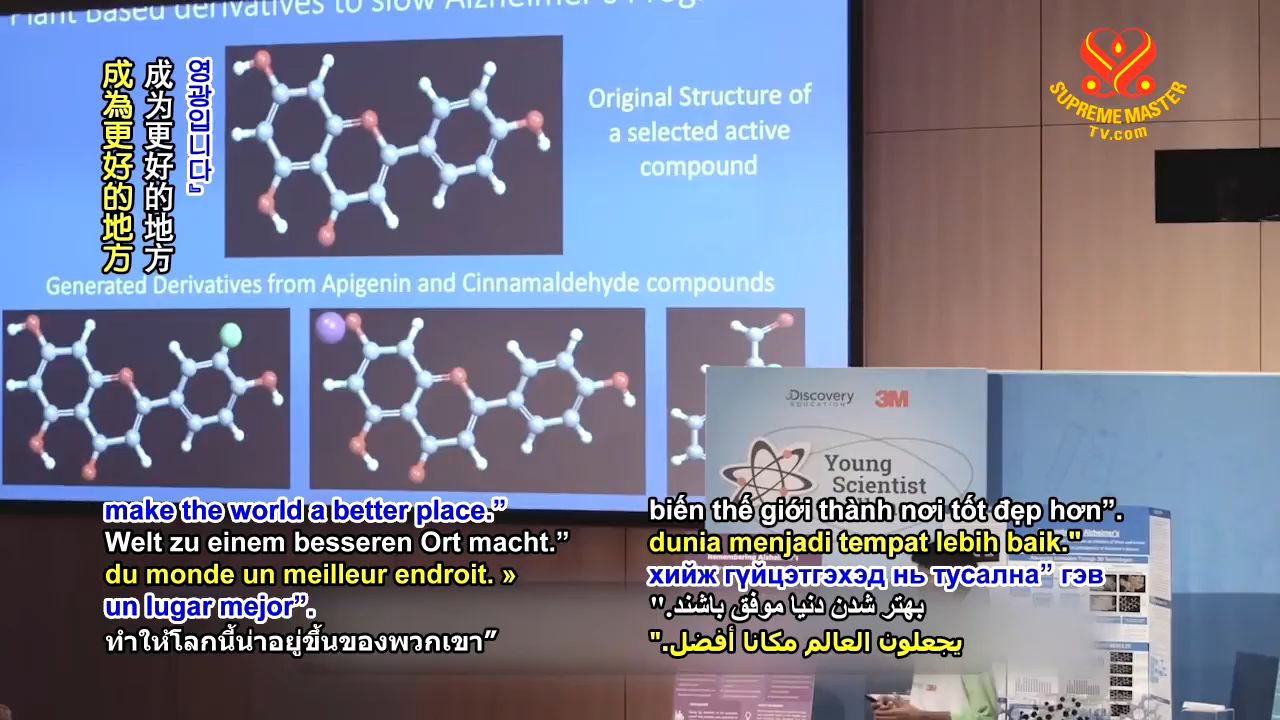 Plant Based derivatives to slow Alzheimer's Prog
Original Structure of
a selected active
compound
Generated Derivatives from Apigenin and Cinnamaldehyde compounds
成為更好的地方
成为更好的地方
SUPREME MASTER
TV.com
Discovery
EDUCATION
3M
Young
Scientist
make the world a better place.”
Welt zu einem besseren Ort macht.”
du monde un meilleur endroit. »
un lugar mejor”.
ทำให้โลกนี้น่าอยู่ขึ้นของพวกเขา”
biến thế giới thành nơi tốt đẹp hơn”.
dunia menjadi tempat lebih baik."
хийж гүйцэтгэхэд нь тусална” гэв
بهتر شدن دنیا موفق باشند."
يجعلون العالم مكانا أفضل."
Remembering Alzh
Alzheimer's
3M